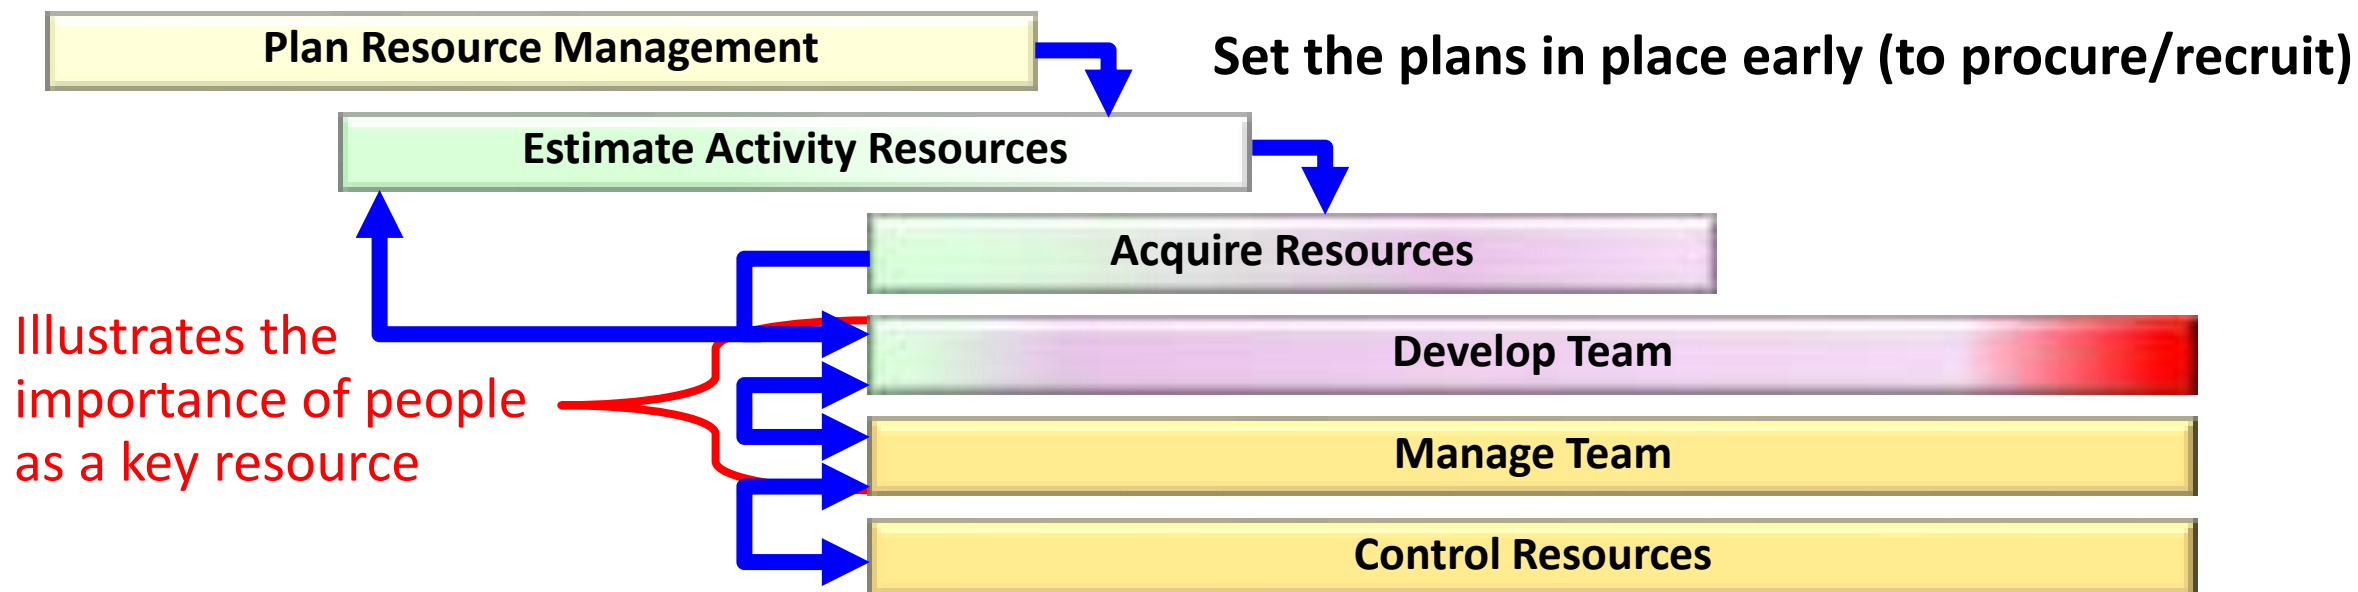 Plan Resource Management
Set the plans in place early (to procure/recruit)
Estimate Activity Resources
Acquire Resources
Illustrates the
importance of people
as a key resource
Develop Team
Manage Team
Control Resources